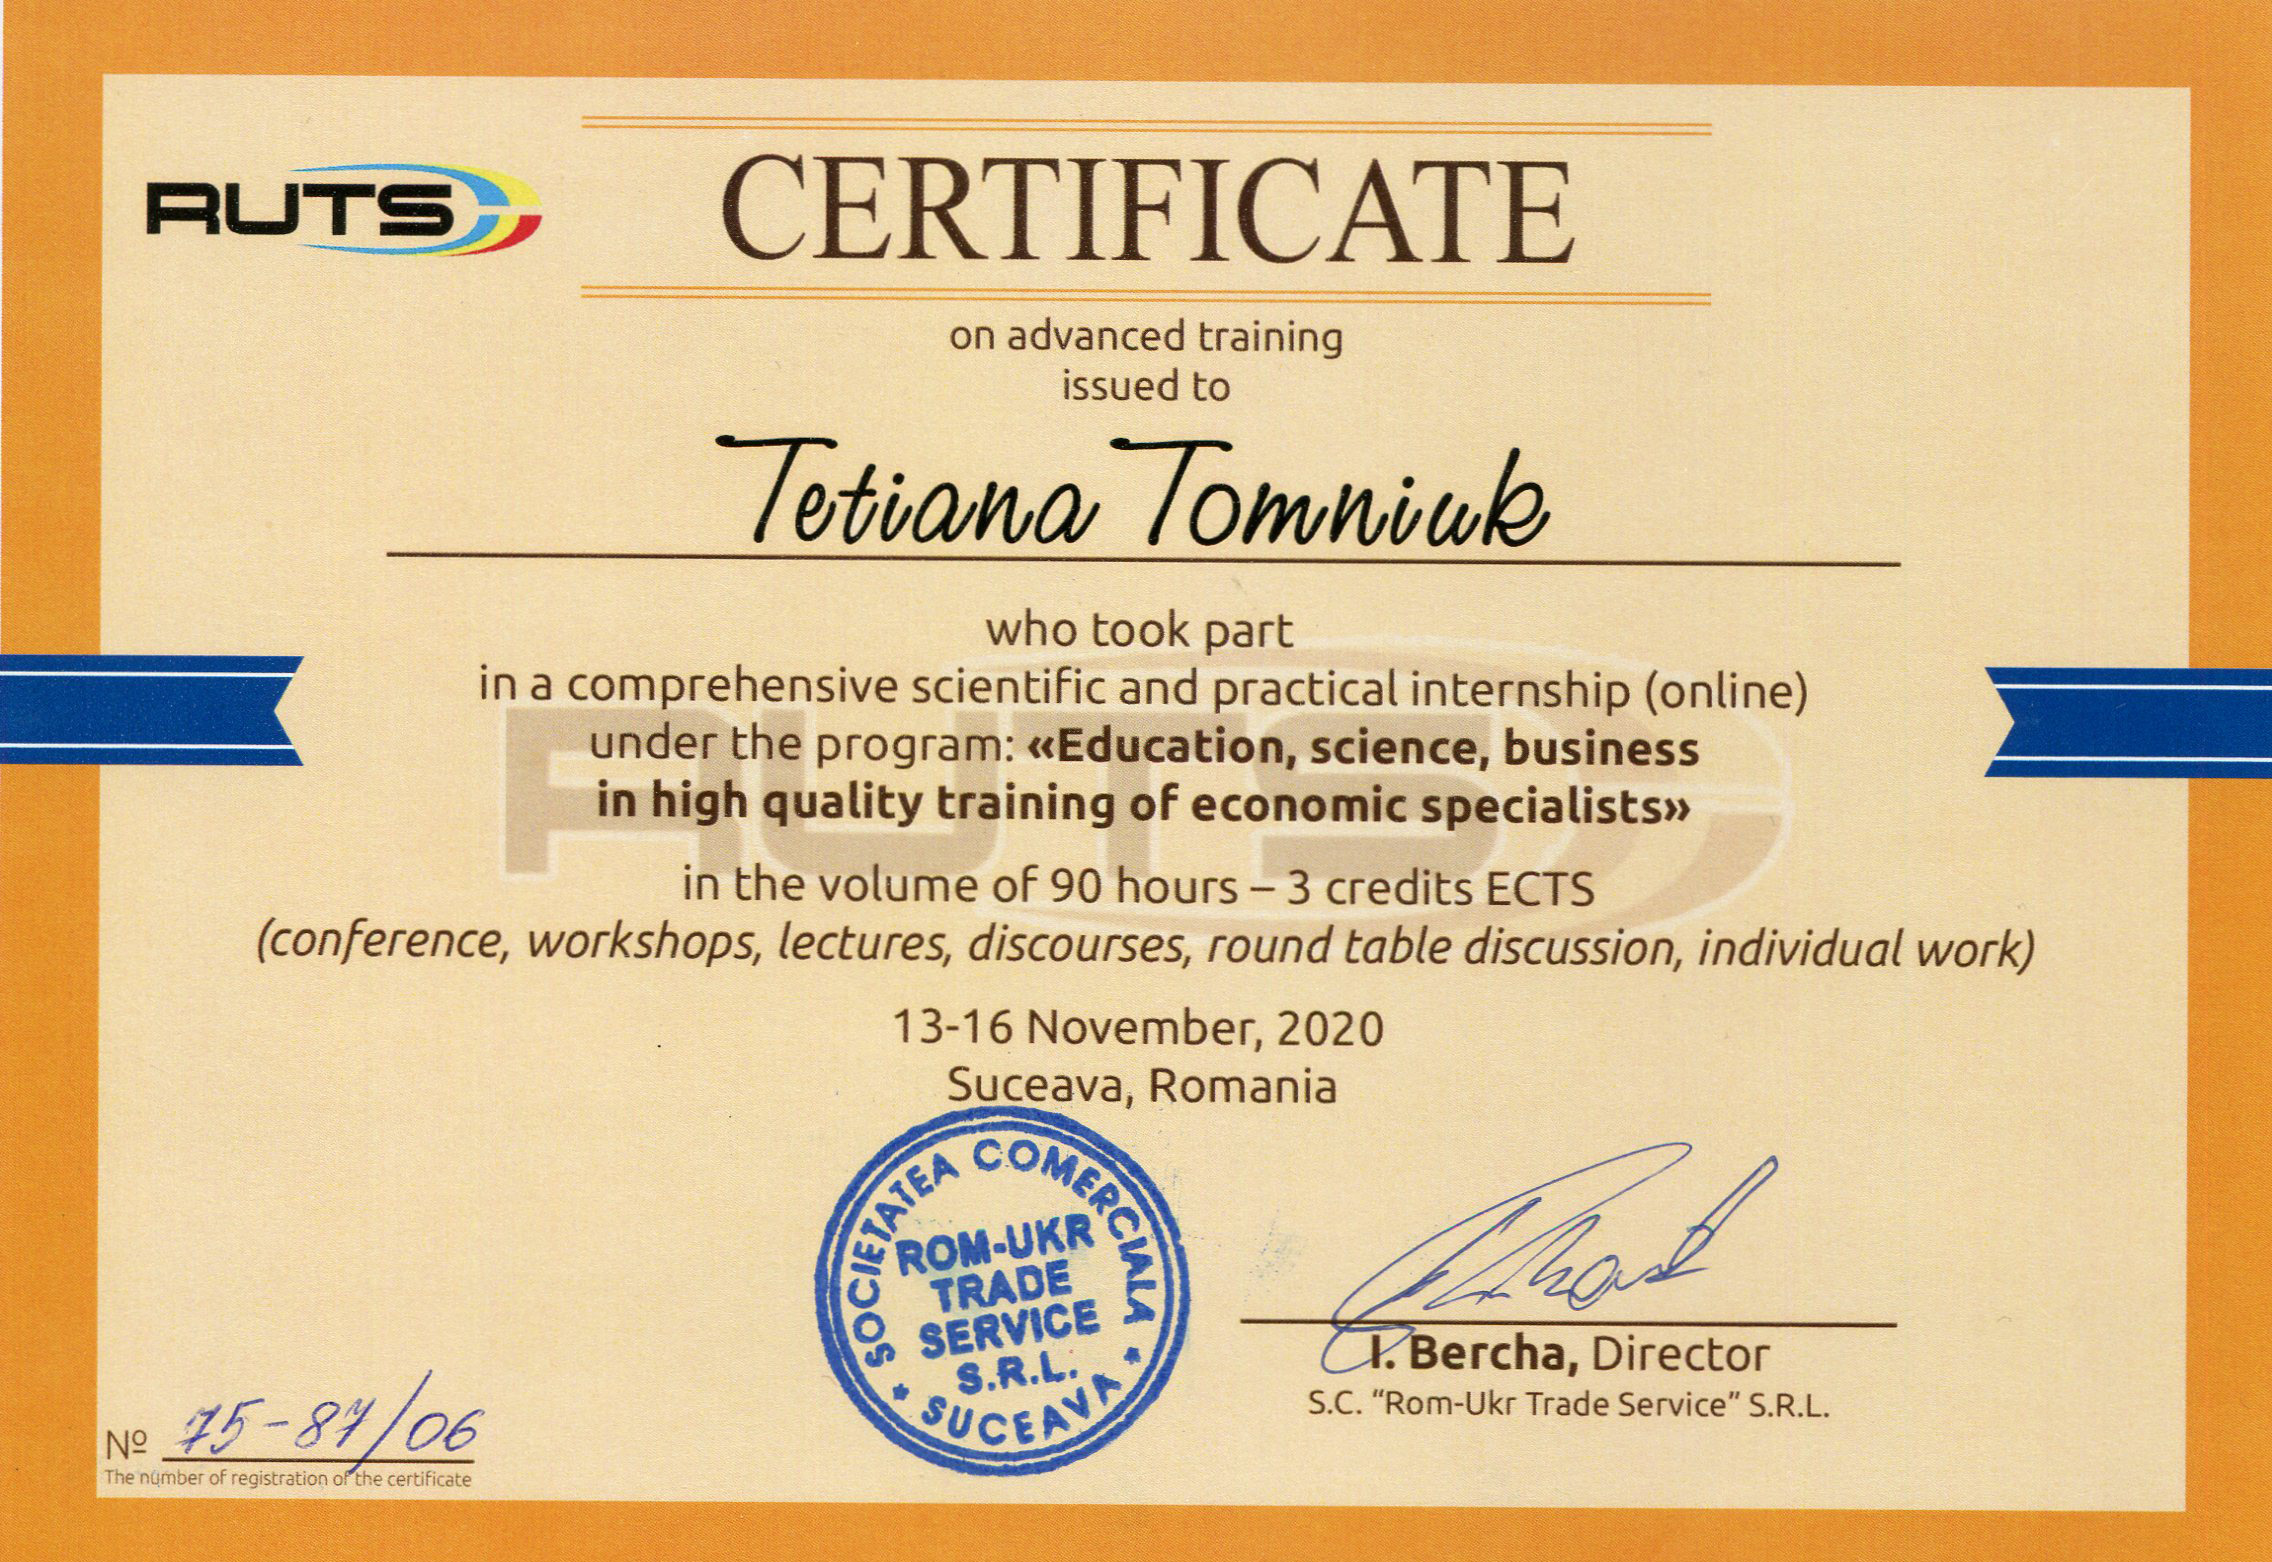 RUTS
CERTIFICATE
on advanced training
issued to
Tetiana Tomniuk
who took part
in a comprehensive scientific and practical internship (online)
under the program: «Education, science, business
in high quality training of economic specialists»
in the volume of 90 hours – 3 credits ECTS
(conference, workshops, lectures, discourses, round table discussion, individual work)
13-16 November, 2020
Suceava, Romania
SOCIETATEA COMERCIALA
ROM-UKR
TRADE
SERVICE
S.R.L.
* SUCEAVA *
I. Bercha, Director
S.C. "Rom-Ukr Trade Service" S.R.L.
№ 75-87/06
The number of registration of the certificate